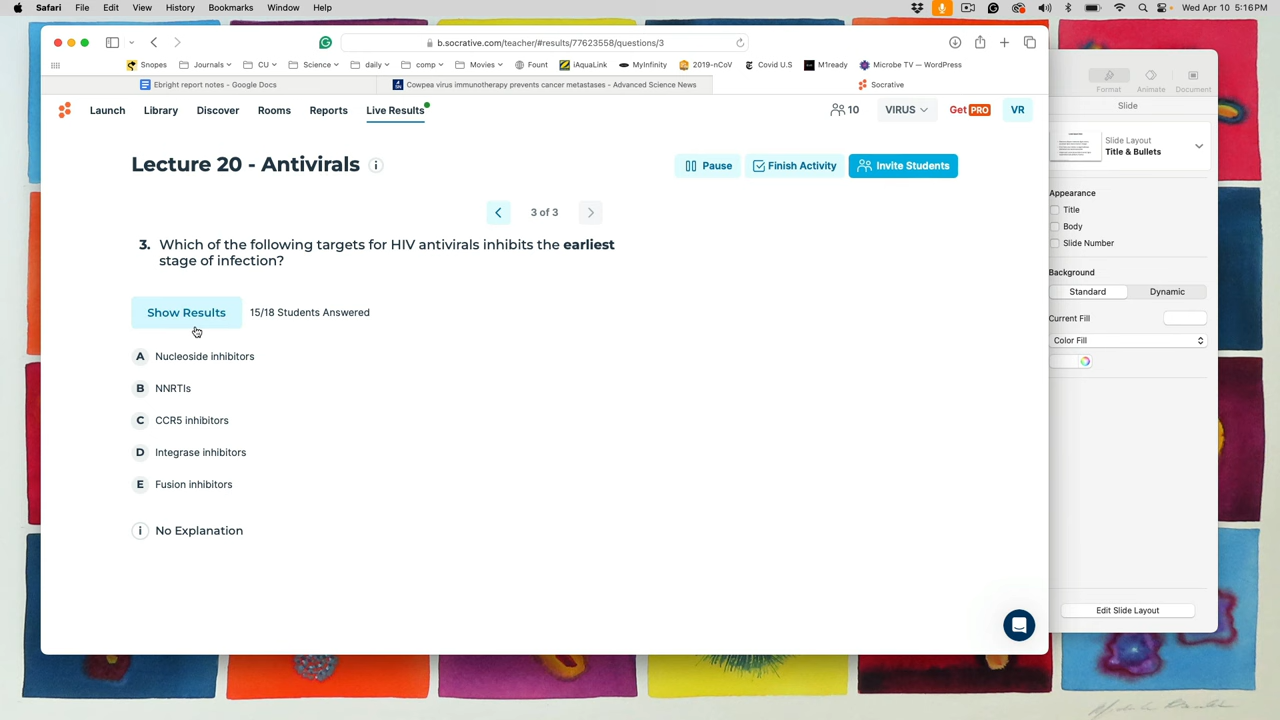 Safari File Edit View History Bookmarks Window Help Wed Apr 10 5:16 PM
b.socrative.com/teacher/#results/77623558/questions/3
Snopes Journals CU Science daily comp Movies Fount iAquaLink MyInfinity 2019-nCoV Covid U.S M1ready Microbe TV — WordPress
Ebright report notes - Google Docs Cowpea virus immunotherapy prevents cancer metastases - Advanced Science News Socrative
Launch Library Discover Rooms Reports Live Results 10 VIRUS Get PRO VR
Lecture 20 - Antivirals
Pause Finish Activity Invite Students
3 of 3
3. Which of the following targets for HIV antivirals inhibits the earliest
stage of infection?
Show Results 15/18 Students Answered
A Nucleoside inhibitors
B NNRTIs
C CCR5 inhibitors
D Integrase inhibitors
E Fusion inhibitors
i No Explanation
Format Animate Document
Slide
Slide Layout
Title & Bullets
Appearance
Title
Body
Slide Number
Background
Standard Dynamic
Current Fill
Color Fill
Edit Slide Layout